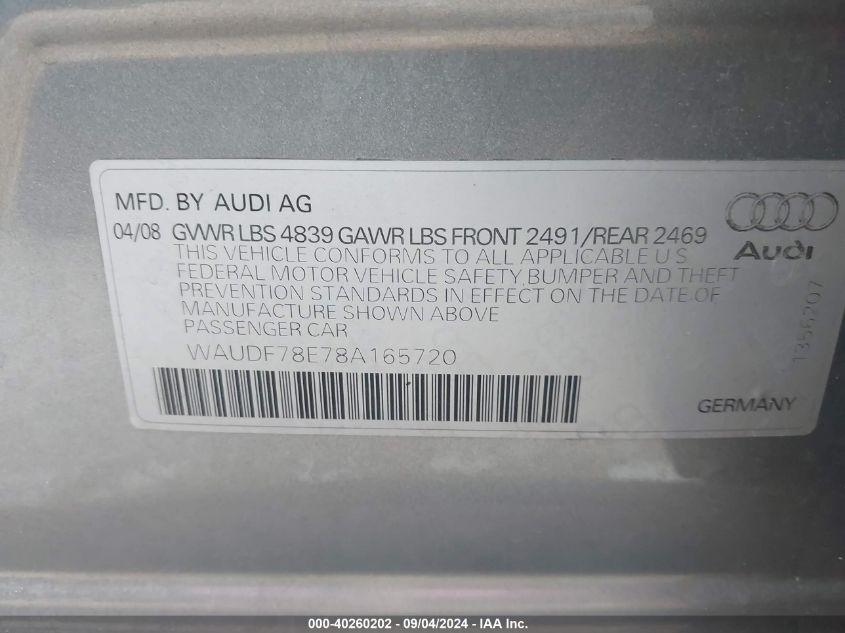 MFD. BY AUDI AG
04/08 GVWR LBS 4839 GAWR LBS FRONT 2491/REAR 2469
THIS VEHICLE CONFORMS TO ALL APPLICABLE U S
FEDERAL MOTOR VEHICLE SAFETY, BUMPER AND THEFT
PREVENTION STANDARDS IN EFFECT ON THE DATE OF
MANUFACTURE SHOWN ABOVE
PASSENGER CAR
WAUDF78E78A165720
Audi
1356207
GERMANY
000-40260202 - 09/04/2024 - IAA Inc.